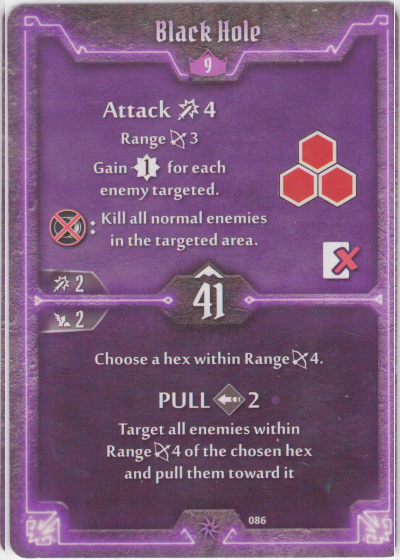 Black Hole
9
Attack 4
Range 3
Gain 1 for each
enemy targeted.
: Kill all normal enemies
in the targeted area.
2
41
2
Choose a hex within Range 4.
PULL 2
Target all enemies within
Range 4 of the chosen hex
and pull them toward it
086